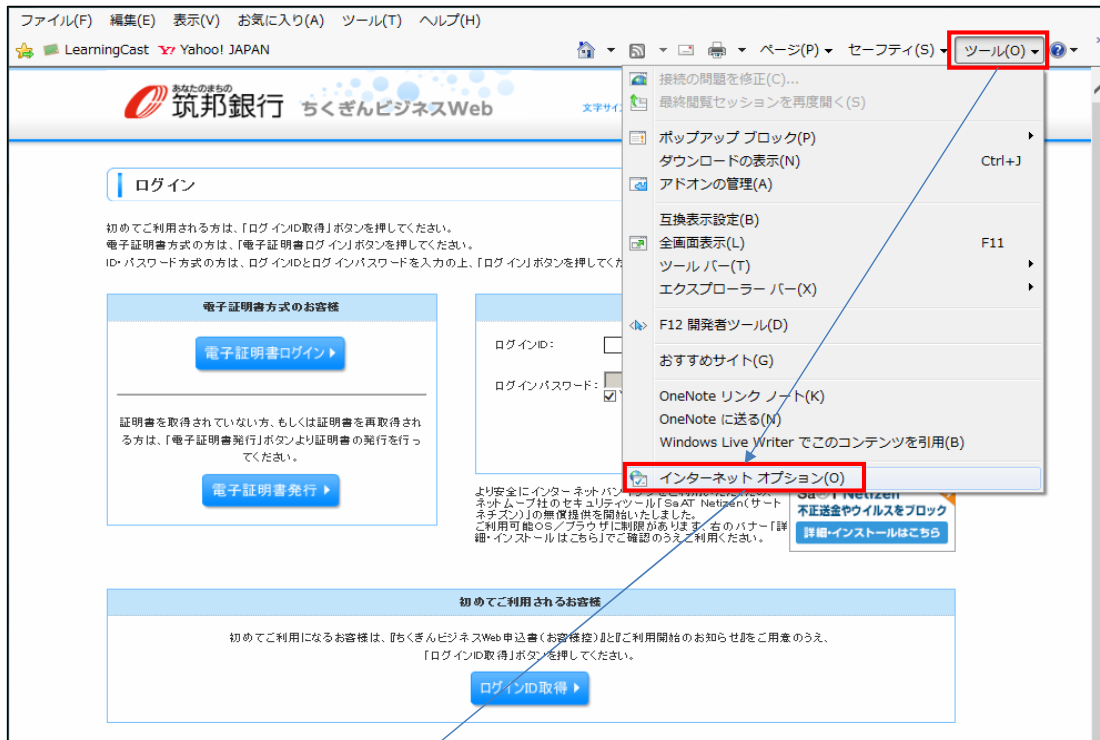 ファイル(F) 編集(E) 表示(V) お気に入り(A) ツール(T) ヘルプ(H)
LearningCast Yahoo! JAPAN ページ(P) セーフティ(S) ツール(O)
あなたのまちの
筑邦銀行 ちくぎんビジネスWeb
文字サイ
接続の問題を修正(C)...
最終閲覧セッションを再度開く(S)
ポップアップ ブロック(P)
ダウンロードの表示(N) Ctrl+J
アドオンの管理(A)
互換表示設定(B)
全画面表示(L) F11
ツール バー(T)
エクスプローラー バー(X)
F12 開発者ツール(D)
おすすめサイト(G)
OneNote リンク ノート(K)
OneNote に送る(N)
Windows Live Writer でこのコンテンツを引用(B)
インターネット オプション(O)
ログイン
初めてご利用される方は、「ログインID取得」ボタンを押してください。
電子証明書方式の方は、「電子証明書ログイン」ボタンを押してください。
ID・パスワード方式の方は、ログインIDとログインパスワードを入力の上、「ログイン」ボタンを押してくだ
電子証明書方式のお客様
電子証明書ログイン
証明書を取得されていない方、もしくは証明書を再取得され
る方は、「電子証明書発行」ボタンより証明書の発行を行っ
てください。
電子証明書発行
ログインID：
ログインパスワード：
より安全にインターネットバン
ネットムーブ社のセキュリティツール「SaAT Netizen(サート
ネチズン)」の無償提供を開始いたしました。
ご利用可能OS／ブラウザに制限があります、右のバナー「詳
細・インストールはこちら」でご確認のうえご利用ください。
SaAT Netizen
不正送金やウイルスをブロック
詳細・インストールはこちら
初めてご利用されるお客様
初めてご利用になるお客様は、『ちくぎんビジネスWeb申込書(お客様控)』と『ご利用開始のお知らせ』をご用意のうえ、
「ログインID取得」ボタンを押してください。
ログインID取得